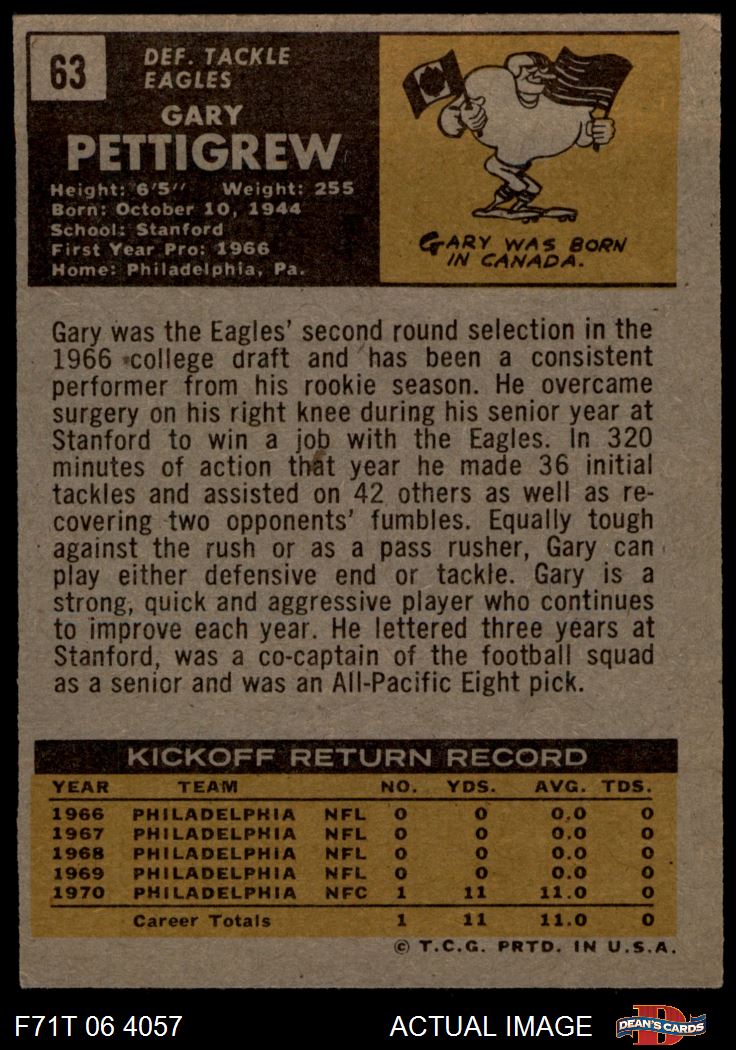 63
DEF. TACKLE
EAGLES
GARY
PETTIGREW
Height: 6'5" Weight: 255
Born: October 10, 1944
School: Stanford
First Year Pro: 1966
Home: Philadelphia, Pa.
GARY WAS BORN
IN CANADA.
Gary was the Eagles' second round selection in the
1966 college draft and has been a consistent
performer from his rookie season. He overcame
surgery on his right knee during his senior year at
Stanford to win a job with the Eagles. In 320
minutes of action that year he made 36 initial
tackles and assisted on 42 others as well as re-
covering two opponents' fumbles. Equally tough
against the rush or as a pass rusher, Gary can
play either defensive end or tackle. Gary is a
strong, quick and aggressive player who continues
to improve each year. He lettered three years at
Stanford, was a co-captain of the football squad
as a senior and was an All-Pacific Eight pick.
KICKOFF RETURN RECORD
YEAR TEAM NO. YDS. AVG. TDS.
1966 PHILADELPHIA NFL 0 0 0.0 0
1967 PHILADELPHIA NFL 0 0 0.0 0
1968 PHILADELPHIA NFL 0 0 0.0 0
1969 PHILADELPHIA NFL 0 0 0.0 0
1970 PHILADELPHIA NFC 1 11 11.0 0
Career Totals 1 11 11.0 0
© T.C.G. PRTD. IN U.S.A.
F71T 06 4057 ACTUAL IMAGE D DEAN'S CARDS